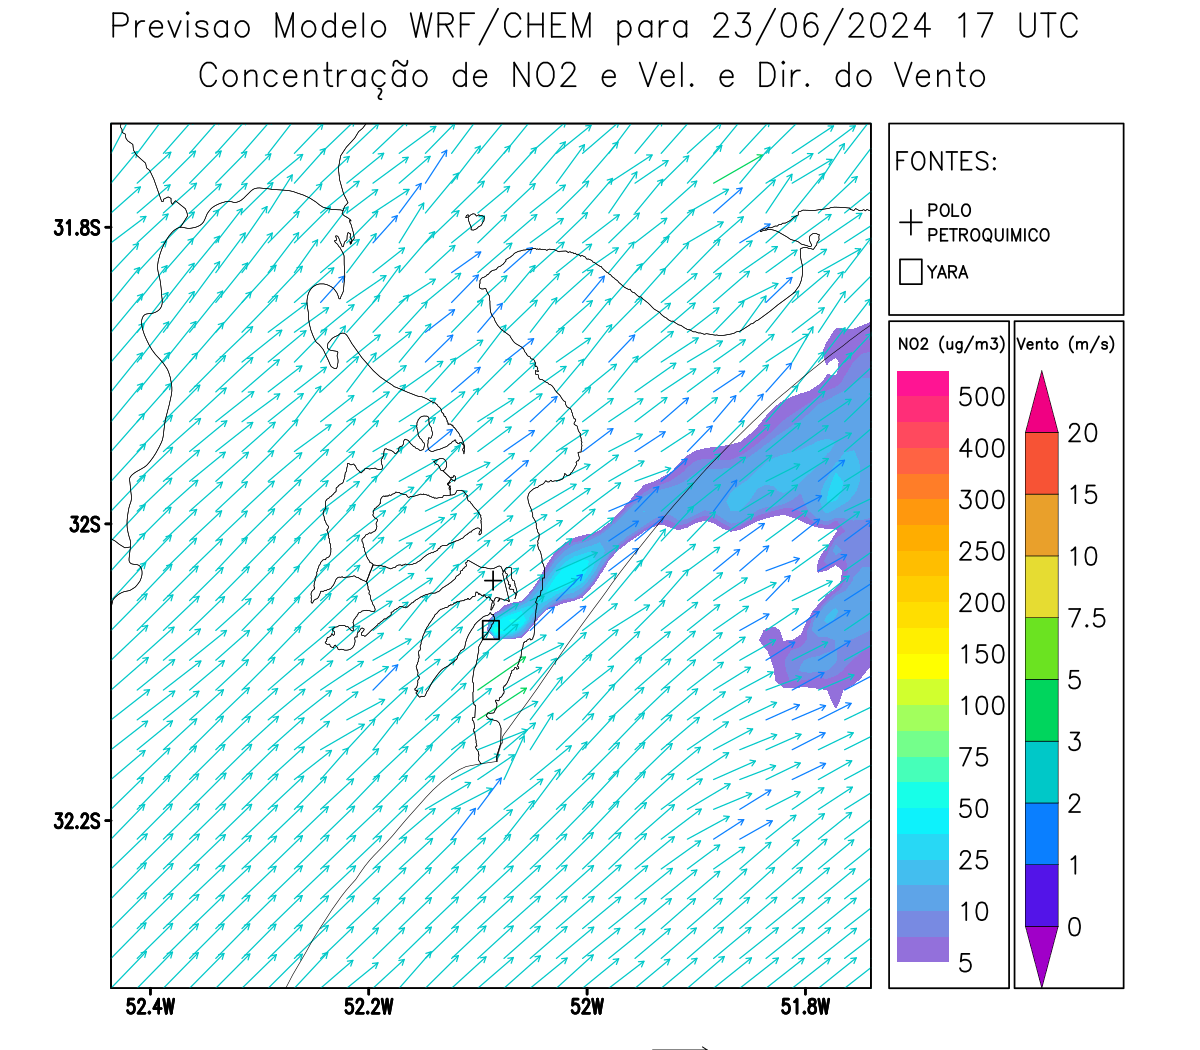 Previsao Modelo WRF/CHEM para 23/06/2024 17 UTC
Concentração de NO2 e Vel. e Dir. do Vento
FONTES:
POLO
PETROQUIMICO
YARA
NO2 (ug/m3)
500
400
300
250
200
150
100
75
50
25
10
5
Vento (m/s)
20
15
10
7.5
5
3
2
1
0
31.8S
32S
32.2S
52.4W 52.2W 52W 51.8W